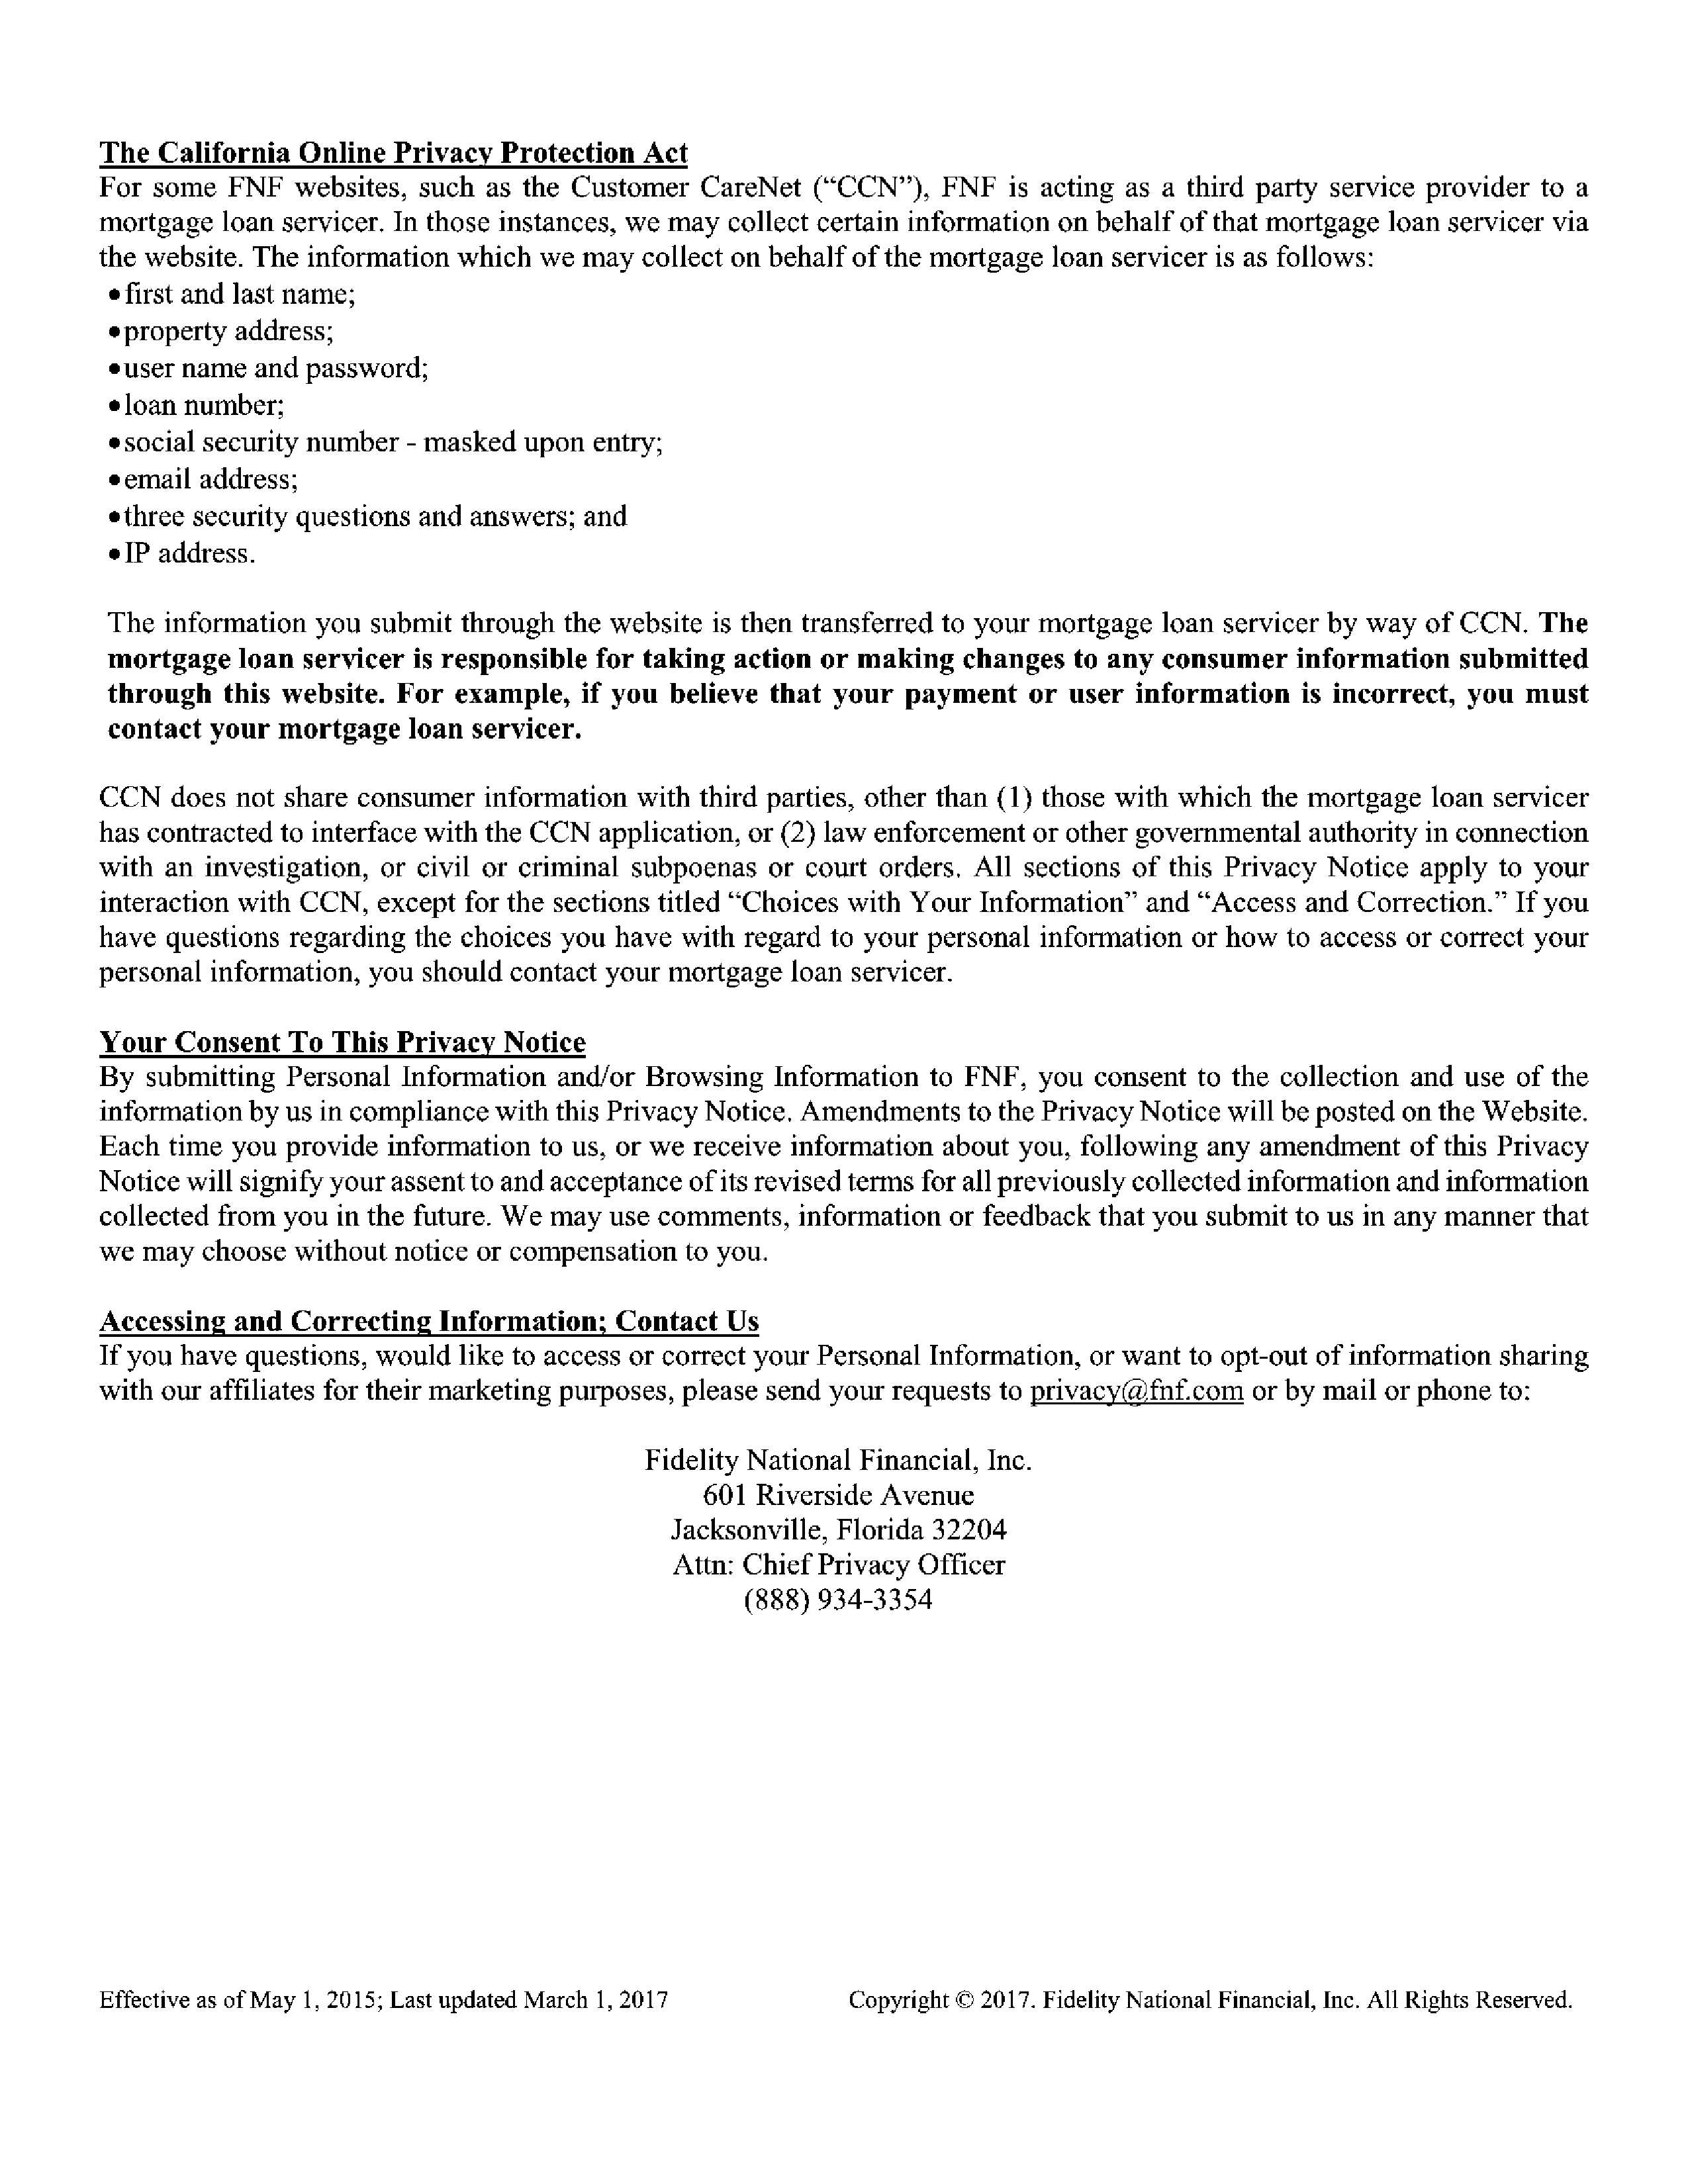 The California Online Privacy Protection Act
For some FNF websites, such as the Customer CareNet (“CCN”), FNF is acting as a third party service provider to a
mortgage loan servicer. In those instances, we may collect certain information on behalf of that mortgage loan servicer via
the website. The information which we may collect on behalf of the mortgage loan servicer is as follows:
•first and last name;
•property address;
•user name and password;
•loan number;
•social security number - masked upon entry;
•email address;
•three security questions and answers; and
•IP address.
The information you submit through the website is then transferred to your mortgage loan servicer by way of CCN. The
mortgage loan servicer is responsible for taking action or making changes to any consumer information submitted
through this website. For example, if you believe that your payment or user information is incorrect, you must
contact your mortgage loan servicer.
CCN does not share consumer information with third parties, other than (1) those with which the mortgage loan servicer
has contracted to interface with the CCN application, or (2) law enforcement or other governmental authority in connection
with an investigation, or civil or criminal subpoenas or court orders. All sections of this Privacy Notice apply to your
interaction with CCN, except for the sections titled “Choices with Your Information” and “Access and Correction.” If you
have questions regarding the choices you have with regard to your personal information or how to access or correct your
personal information, you should contact your mortgage loan servicer.
Your Consent To This Privacy Notice
By submitting Personal Information and/or Browsing Information to FNF, you consent to the collection and use of the
information by us in compliance with this Privacy Notice. Amendments to the Privacy Notice will be posted on the Website.
Each time you provide information to us, or we receive information about you, following any amendment of this Privacy
Notice will signify your assent to and acceptance of its revised terms for all previously collected information and information
collected from you in the future. We may use comments, information or feedback that you submit to us in any manner that
we may choose without notice or compensation to you.
Accessing and Correcting Information; Contact Us
If you have questions, would like to access or correct your Personal Information, or want to opt-out of information sharing
with our affiliates for their marketing purposes, please send your requests to privacy@fnf.com or by mail or phone to:
Fidelity National Financial, Inc.
601 Riverside Avenue
Jacksonville, Florida 32204
Attn: Chief Privacy Officer
(888) 934-3354
Effective as of May 1, 2015; Last updated March 1, 2017 Copyright © 2017. Fidelity National Financial, Inc. All Rights Reserved.